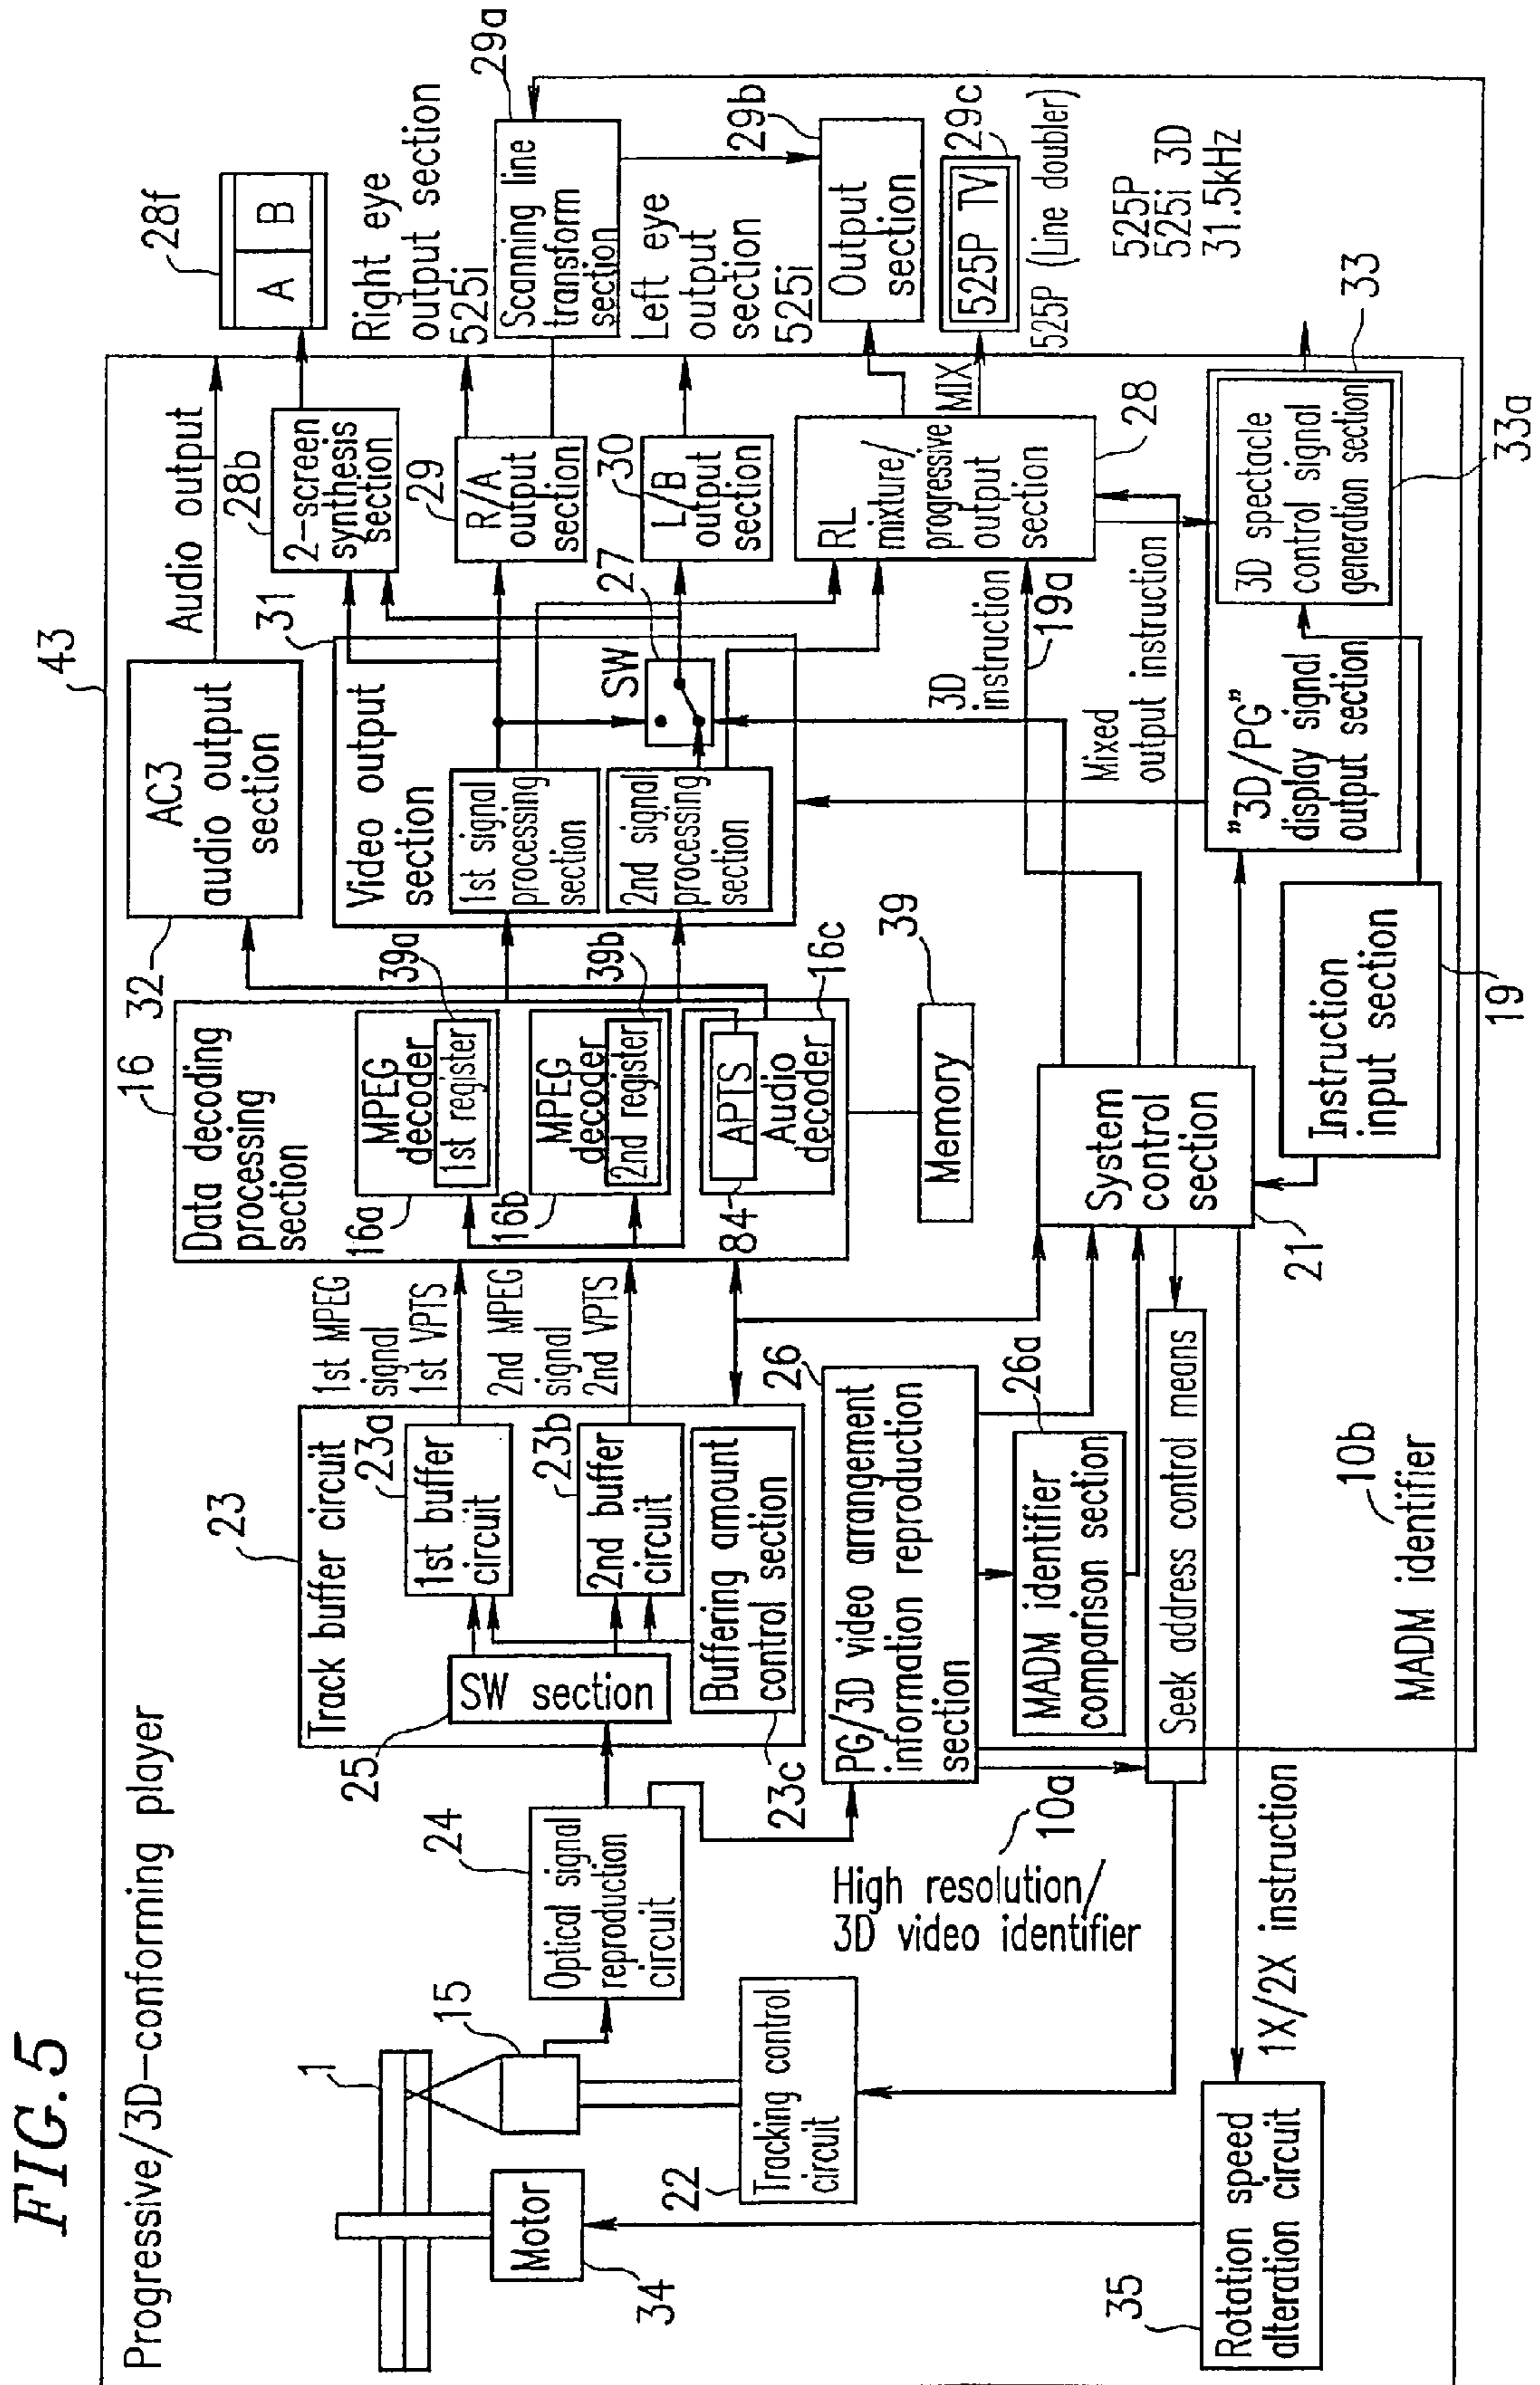 FIG.5
Progressive/3D-conforming player
43
1
Motor
34
15
22
Tracking control
circuit
Rotation speed
alteration circuit
35
1X/2X instruction
24
Optical signal
reproduction
circuit
High resolution/
3D video identifier
10a
23
Track buffer circuit
25
SW section
23a
1st buffer
circuit
23b
2nd buffer
circuit
Buffering amount
control section
23c
26
PG/3D video arrangement
information reproduction
section
26a
MADM identifier
comparison section
Seek address control means
10b
MADM identifier
1st MPEG
signal
1st VPTS
2nd MPEG
signal
2nd VPTS
16
Data decoding
processing
section
16a
MPEG
decoder
1st register
39a
16b
MPEG
decoder
2nd register
39b
84
APTS
Audio
decoder
16c
Memory
39
System
control
section
21
Instruction
input section
19
32
AC3
audio output
section
Audio output
31
Video output
section
1st signal
processing
section
2nd signal
processing
section
SW
27
3D
instruction
19a
Mixed
output instruction
"3D/PG"
display signal
output section
3D spectacle
control signal
generation section
33
33a
28b
2-screen
synthesis
section
28f
A
B
29
R/A
output
section
30
L/B
output
section
RL
mixture/
progressive
output
section
28
MIX
Right eye
output section
525i
Scanning line
transform
section
29a
Left eye
output
section
525i
Output
section
29b
525P TV
29c
525P (Line doubler)
525P
525i 3D
31.5kHz